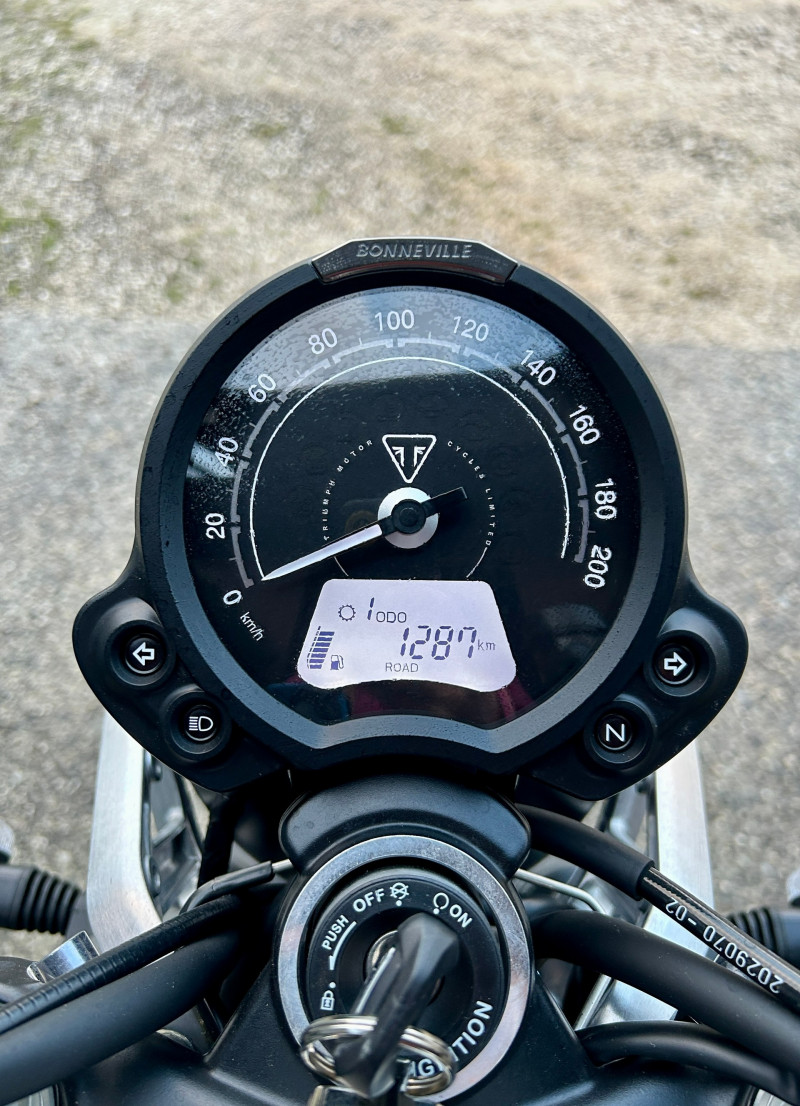 BONNEVILLE
0 20 40 60 80 100 120 140 160 180 200
km/h
TRIUMPH MOTOR CYCLES LIMITED
1 ODO
1287 km
ROAD
N
PUSH OFF ON
IGNITION
2029070-02